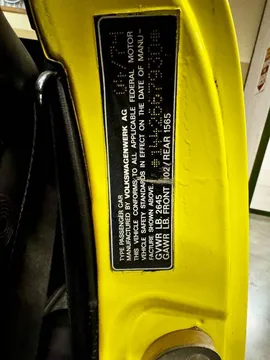 TYPE PASSENGER CAR
MANUFACTURED BY VOLKSWAGENWERK AG
THIS VEHICLE CONFORMS TO ALL APPLICABLE FEDERAL MOTOR
VEHICLE SAFETY STANDARDS IN EFFECT ON THE DATE OF MANU-
FACTURE SHOWN ABOVE.
GVWR LB. 2645
GAWR LB. FRONT 1102 / REAR 1565